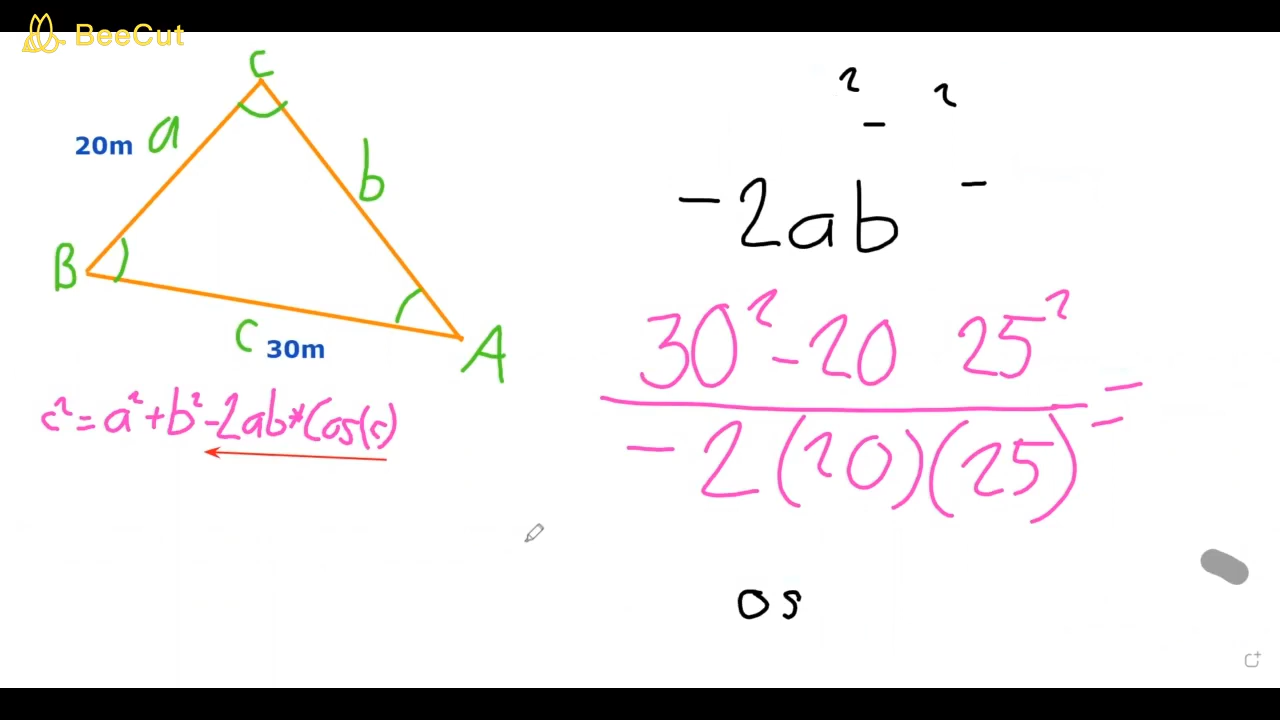 BeeCut
C
20m a
b
B
C 30m
A
c² = a² + b² - 2ab * Cos(c)
² - ²
-2ab -
30² - 20 25² =
-2(20)(25)
os